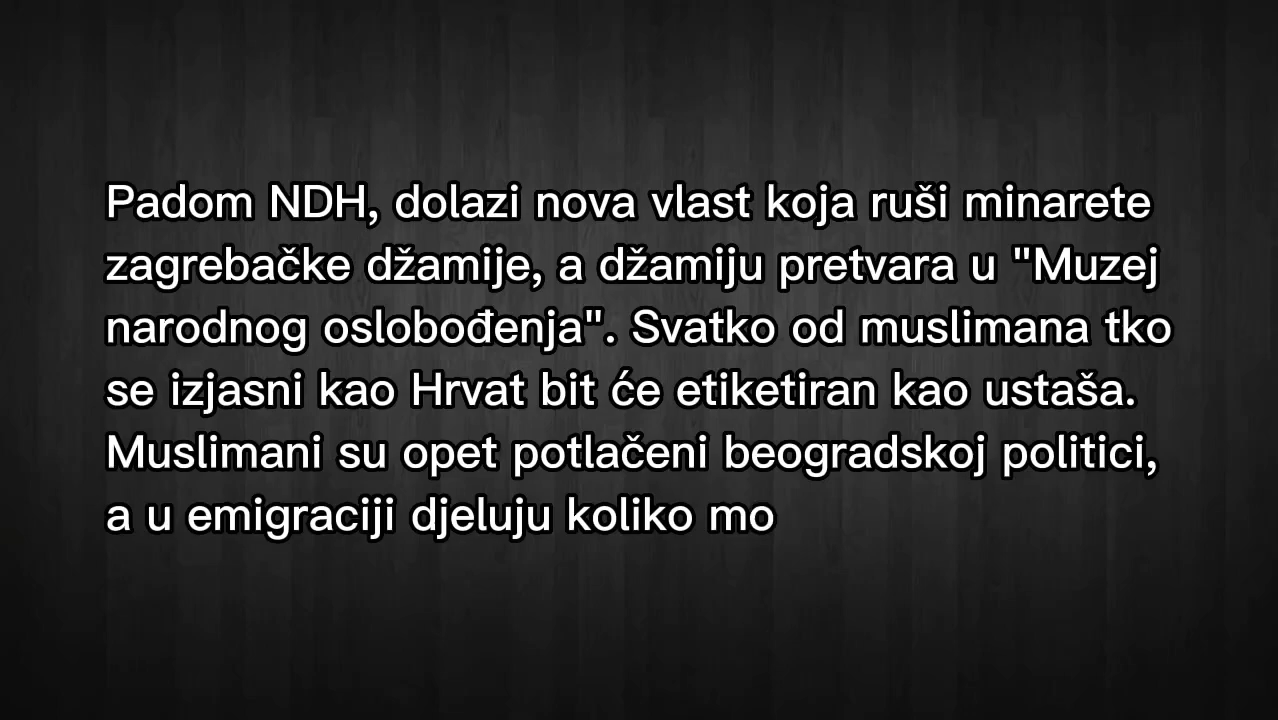 Padom NDH, dolazi nova vlast koja ruši minarete
zagrebačke džamije, a džamiju pretvara u "Muzej
narodnog oslobođenja". Svatko od muslimana tko
se izjasni kao Hrvat bit će etiketiran kao ustaša.
Muslimani su opet potlačeni beogradskoj politici,
a u emigraciji djeluju koliko mo